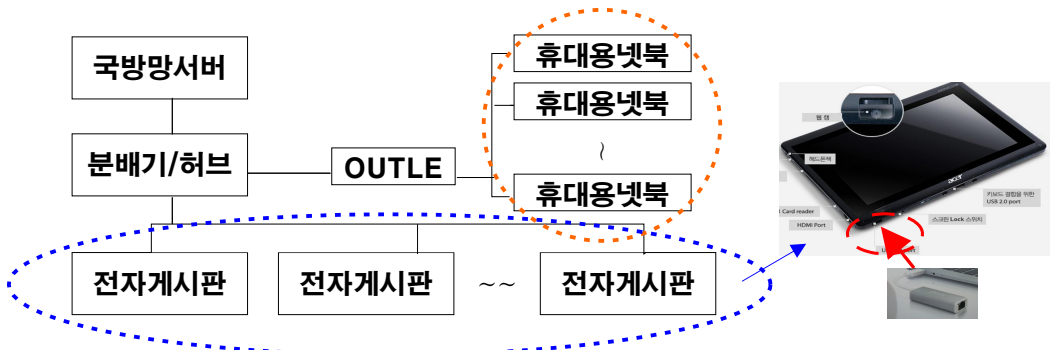 국방망서버
분배기/허브
OUTLE
휴대용넷북
휴대용넷북
~
휴대용넷북
전자게시판
전자게시판
~~
전자게시판
웹 캠
헤드폰잭
acer
키보드 결합을 위한
USB 2.0 port
스크린 Lock 스위치
Card reader
HDMI Port